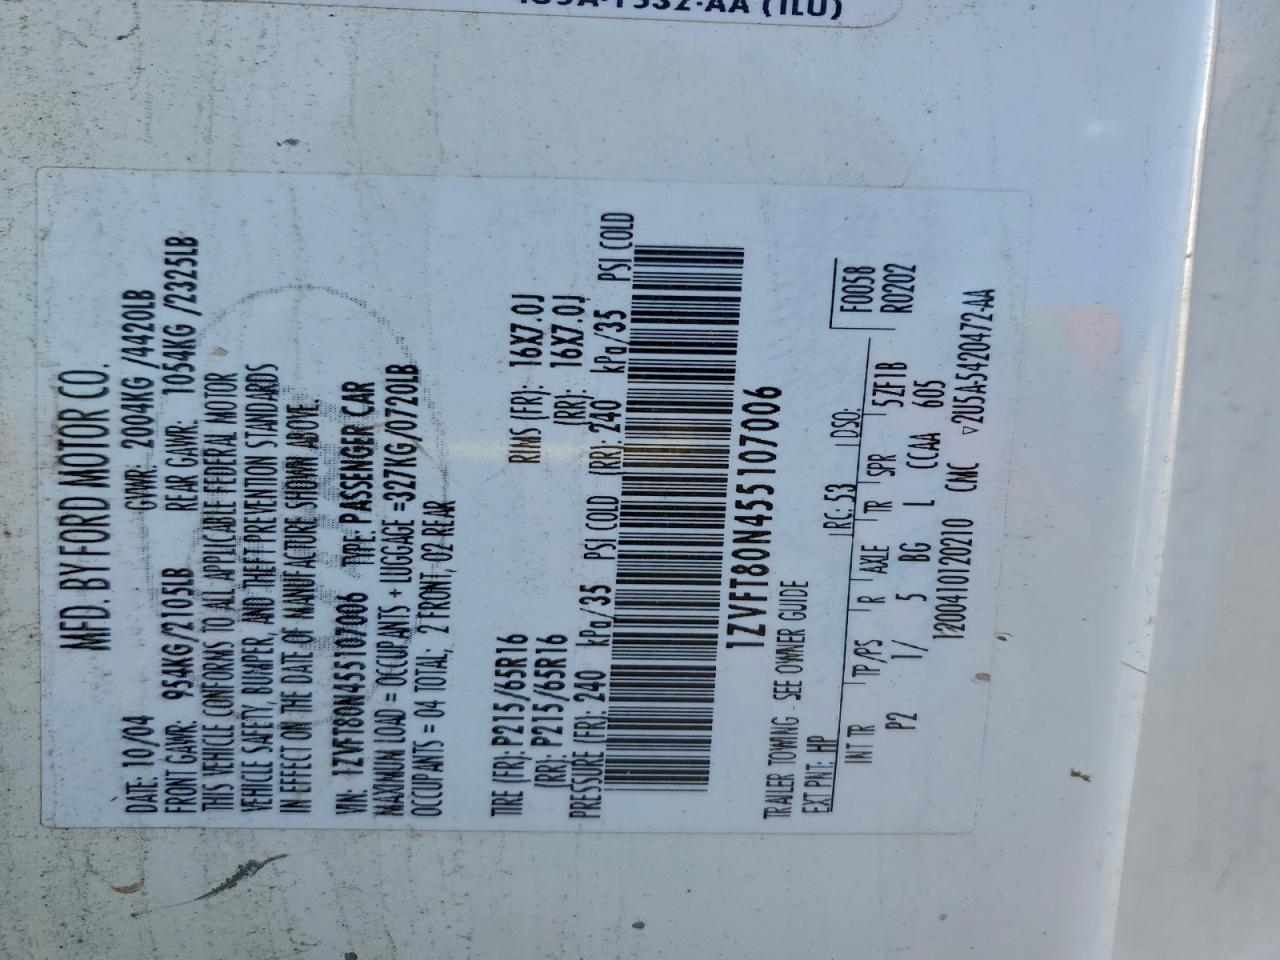 -1532-AA (ILU)
MFD. BY FORD MOTOR CO.
DATE: 10/04 GVWR: 2004KG /4420LB
FRONT GAWR: 954KG/2105LB REAR GAWR: 1054KG /2325LB
THIS VEHICLE CONFORMS TO ALL APPLICABLE FEDERAL MOTOR
VEHICLE SAFETY, BUMPER, AND THEFT PREVENTION STANDARDS
IN EFFECT ON THE DATE OF MANUFACTURE SHOWN ABOVE.
VIN: 1ZVFT80N455107006 TYPE: PASSENGER CAR
MAXIMUM LOAD = OCCUPANTS + LUGGAGE = 327KG/0720LB
OCCUPANTS = 04 TOTAL; 2 FRONT, 02 REAR
TIRE (FR): P215/65R16 RIMS (FR): 16X7.0J
(RR): P215/65R16 (RR): 16X7.0J
PRESSURE (FR): 240 kPa/35 PSI COLD (RR): 240 kPa/35 PSI COLD
1ZVFT80N455107006
TRAILER TOWING - SEE OWNER GUIDE
EXT PNT: HP RC: 53 DSO: F0058
R0202
INT TR TP/PS R AXLE TR SPR 5ZF1B
P2 1/ 5 BG L CCAA 605
120041012021O CMC ▽2U5A-5420472-AA